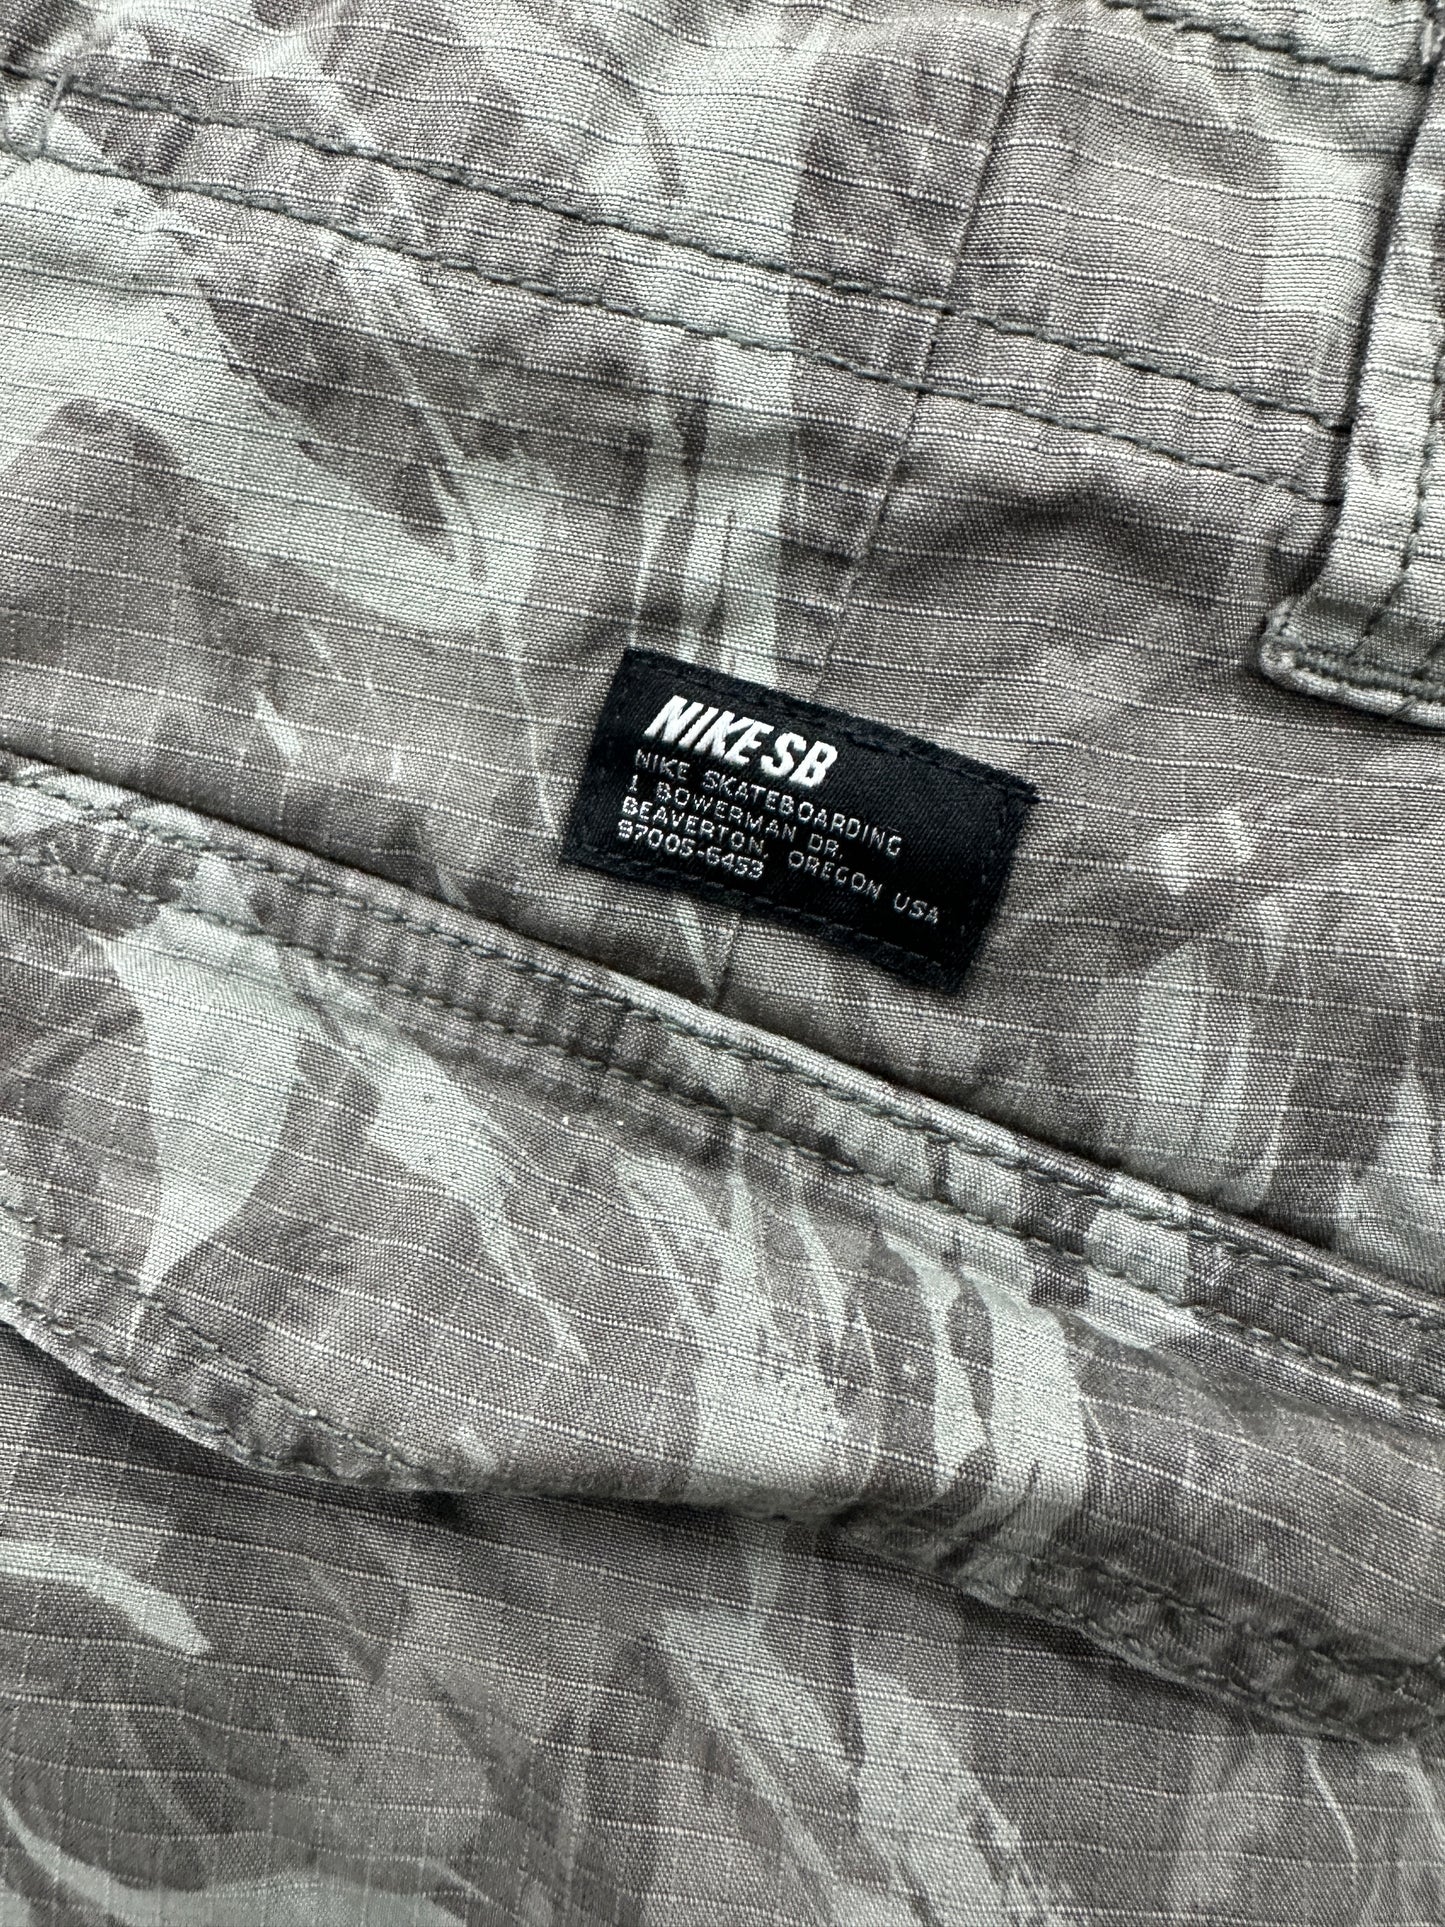 NIKE SB
NIKE SKATEBOARDING
1 BOWERMAN DR.
BEAVERTON, OREGON USA
97005-6453